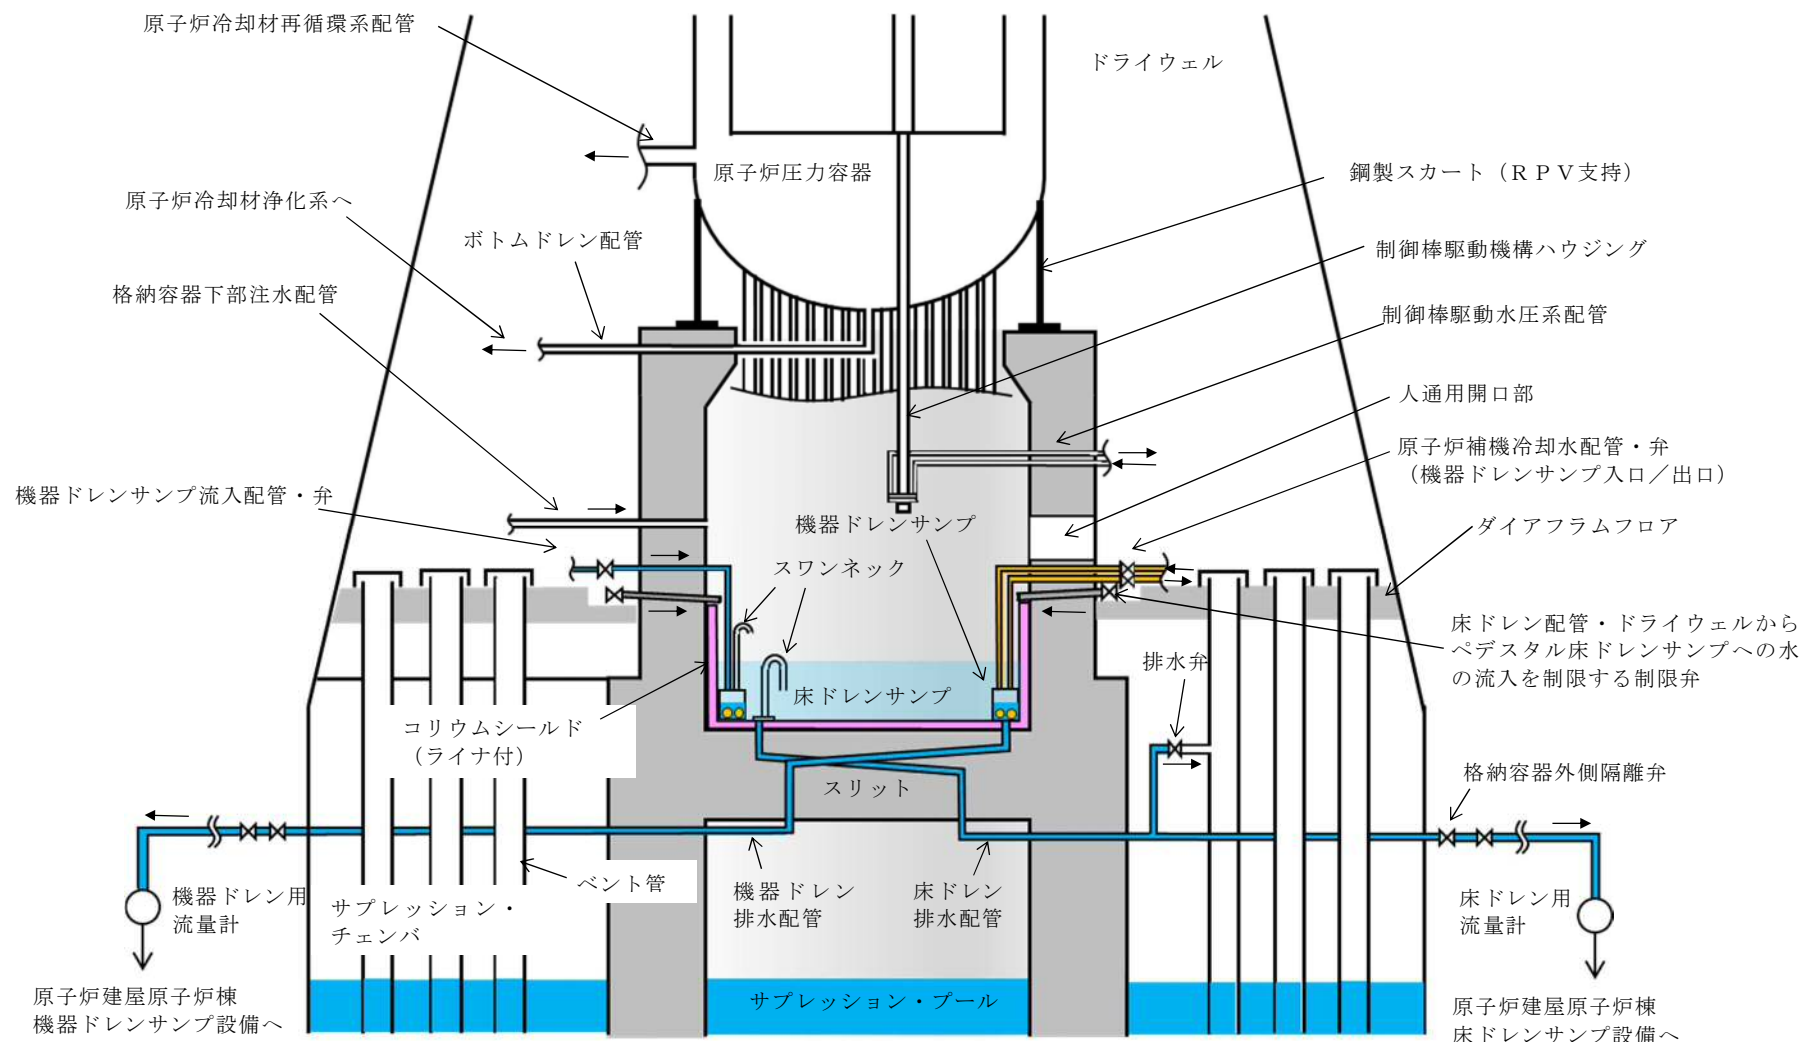 原子炉冷却材再循環系配管
ドライウェル
原子炉圧力容器
鋼製スカート（ＲＰＶ支持）
原子炉冷却材浄化系へ
ボトムドレン配管
制御棒駆動機構ハウジング
格納容器下部注水配管
制御棒駆動水圧系配管
人通用開口部
原子炉補機冷却水配管・弁
（機器ドレンサンプ入口／出口）
機器ドレンサンプ流入配管・弁
機器ドレンサンプ
ダイアフラムフロア
スワンネック
床ドレン配管・ドライウェルから
ペデスタル床ドレンサンプへの水
の流入を制限する制限弁
排水弁
床ドレンサンプ
コリウムシールド
（ライナ付）
スリット
格納容器外側隔離弁
ベント管
機器ドレン用
流量計
サプレッション・
チェンバ
機器ドレン
排水配管
床ドレン
排水配管
床ドレン用
流量計
サプレッション・プール
原子炉建屋原子炉棟
機器ドレンサンプ設備へ
原子炉建屋原子炉棟
床ドレンサンプ設備へ